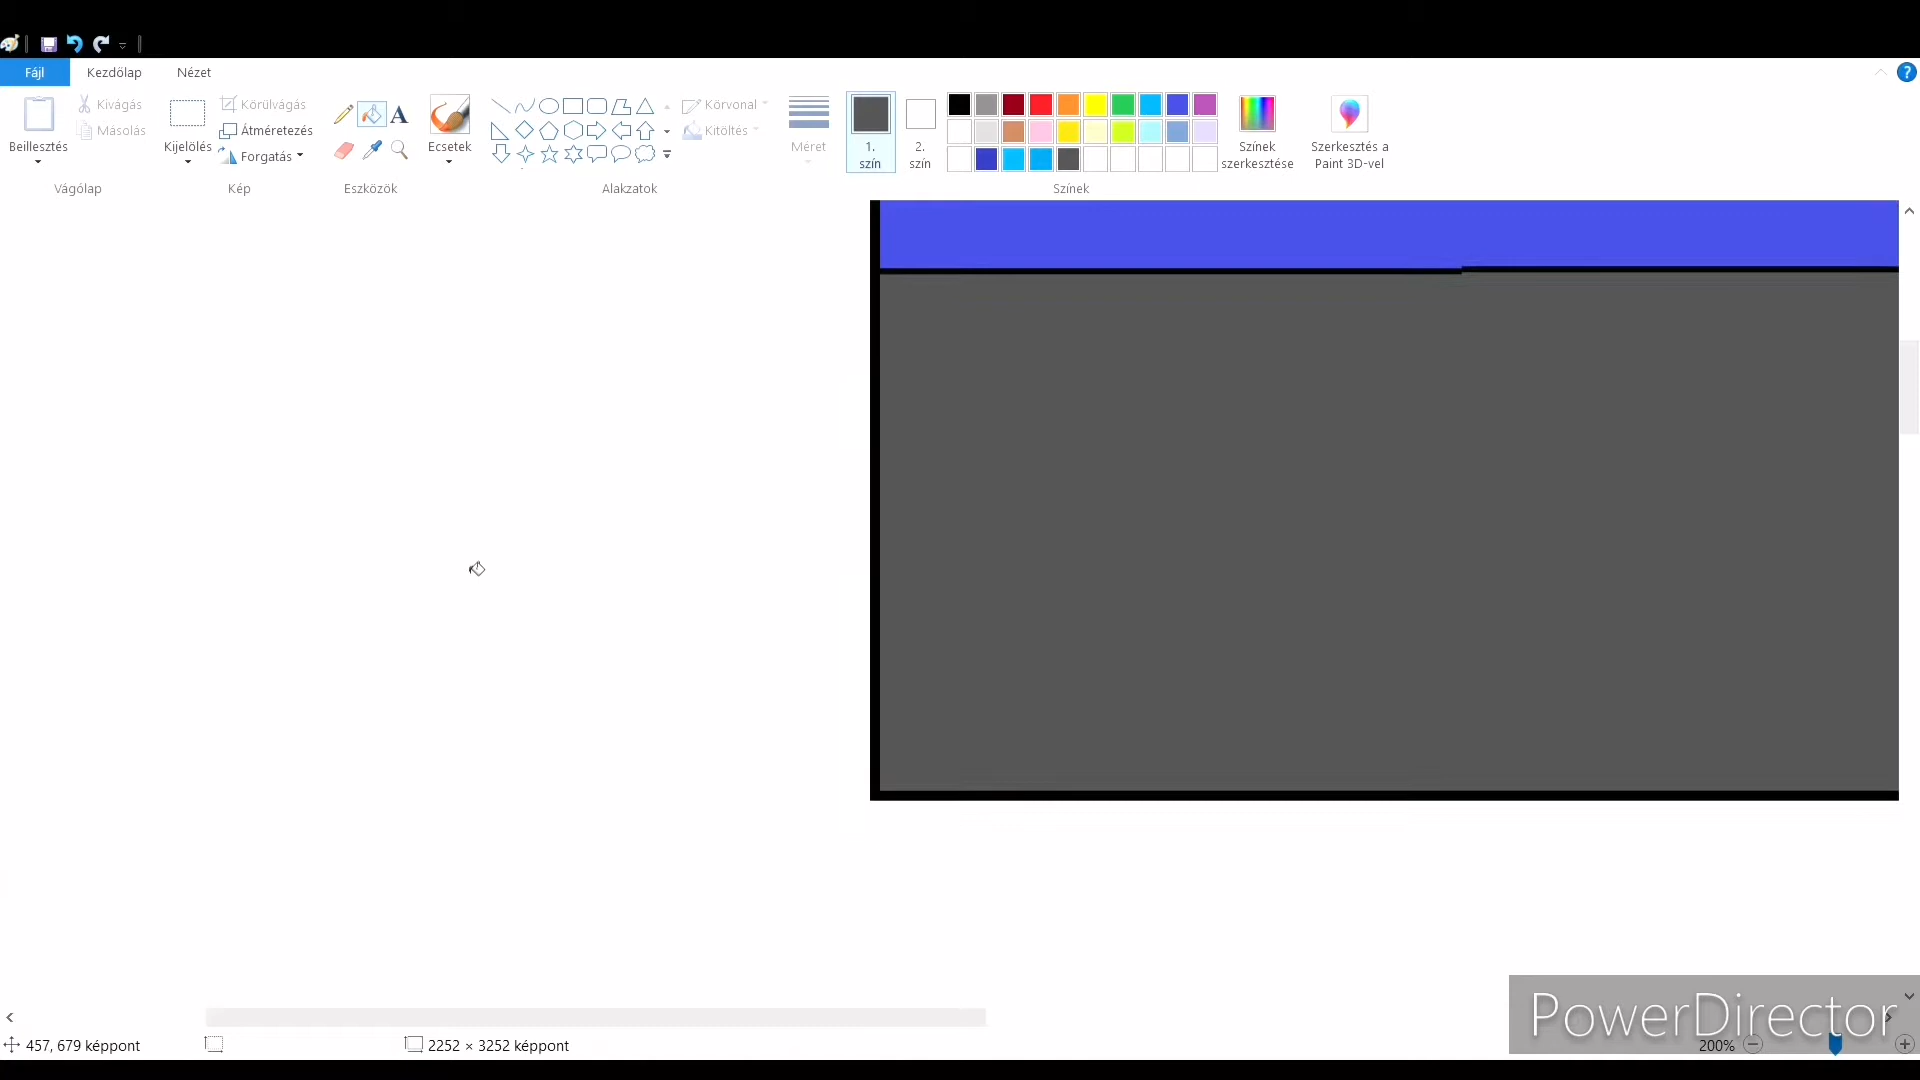 Fájl Kezdőlap Nézet
Beillesztés
Kivágás
Másolás
Vágólap
Kijelölés
Körülvágás
Átméretezés
Forgatás
Kép
A
Eszközök
Ecsetek
Alakzatok
Körvonal
Kitöltés
Méret
1.
szín
2.
szín
Színek
szerkesztése
Színek
Szerkesztés a
Paint 3D-vel
?
PowerDirector
457, 679 képpont
2252 × 3252 képpont
200%